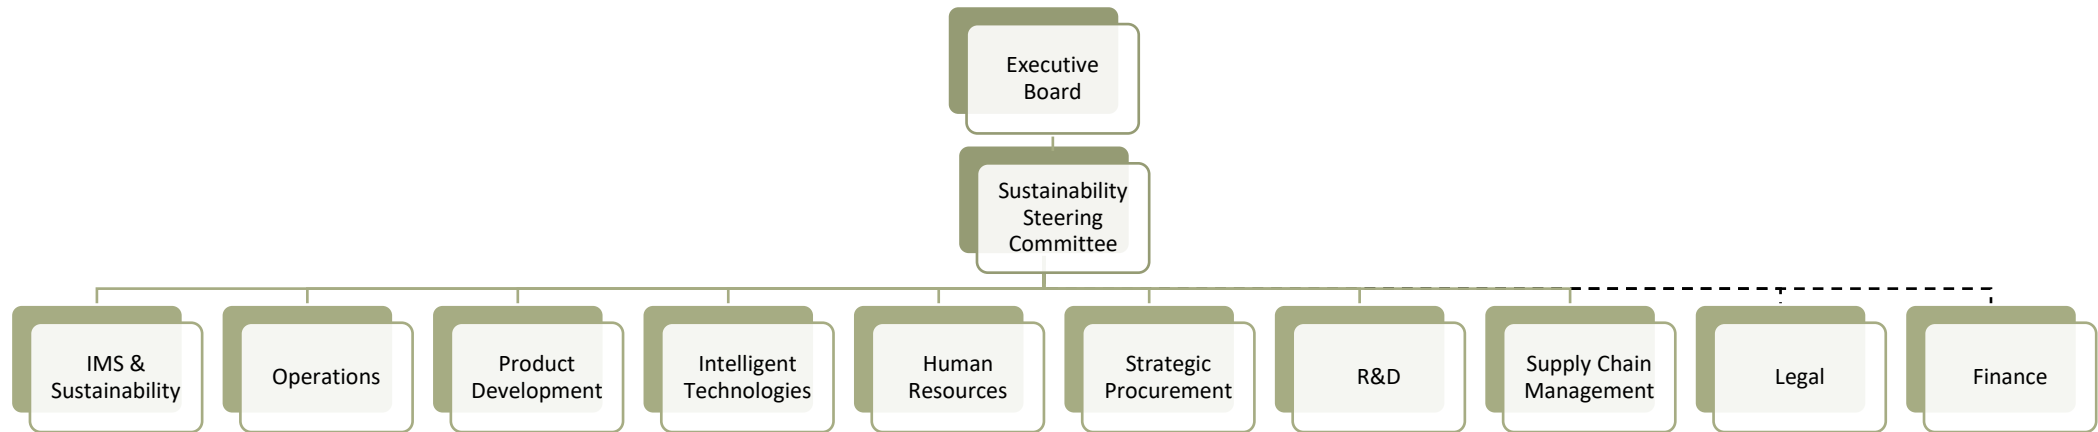 Executive
Board
Sustainability
Steering
Committee
IMS &
Sustainability
Operations
Product
Development
Intelligent
Technologies
Human
Resources
Strategic
Procurement
R&D
Supply Chain
Management
Legal
Finance